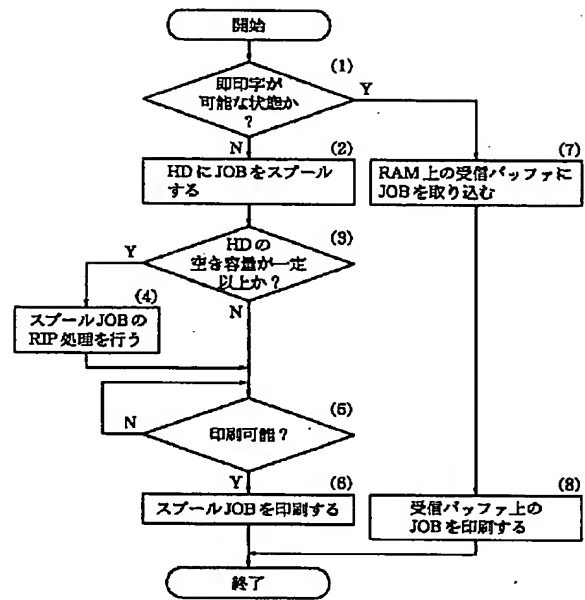 開始
(1)
即印字が
可能な状態か
?
Y
N
(2)
HDにJOBをスプール
する
(7)
RAM上の受信バッファに
JOBを取り込む
(3)
HDの
空き容量が一定
以上か?
Y
N
(4)
スプールJOBの
RIP処理を行う
(5)
印刷可能?
N
Y
(6)
スプールJOBを印刷する
(8)
受信バッファ上の
JOBを印刷する
終了